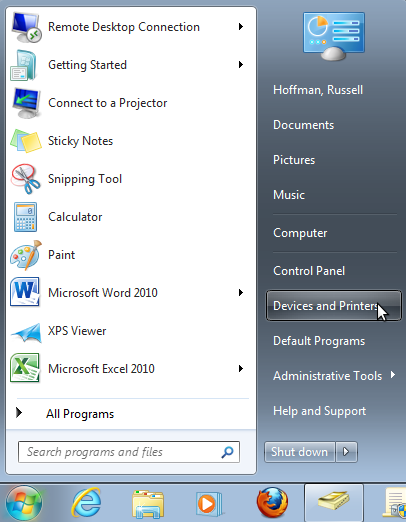 Remote Desktop Connection
Getting Started
Connect to a Projector
Sticky Notes
Snipping Tool
Calculator
Paint
Microsoft Word 2010
XPS Viewer
Microsoft Excel 2010
All Programs
Search programs and files
Hoffman, Russell
Documents
Pictures
Music
Computer
Control Panel
Devices and Printers
Default Programs
Administrative Tools
Help and Support
Shut down